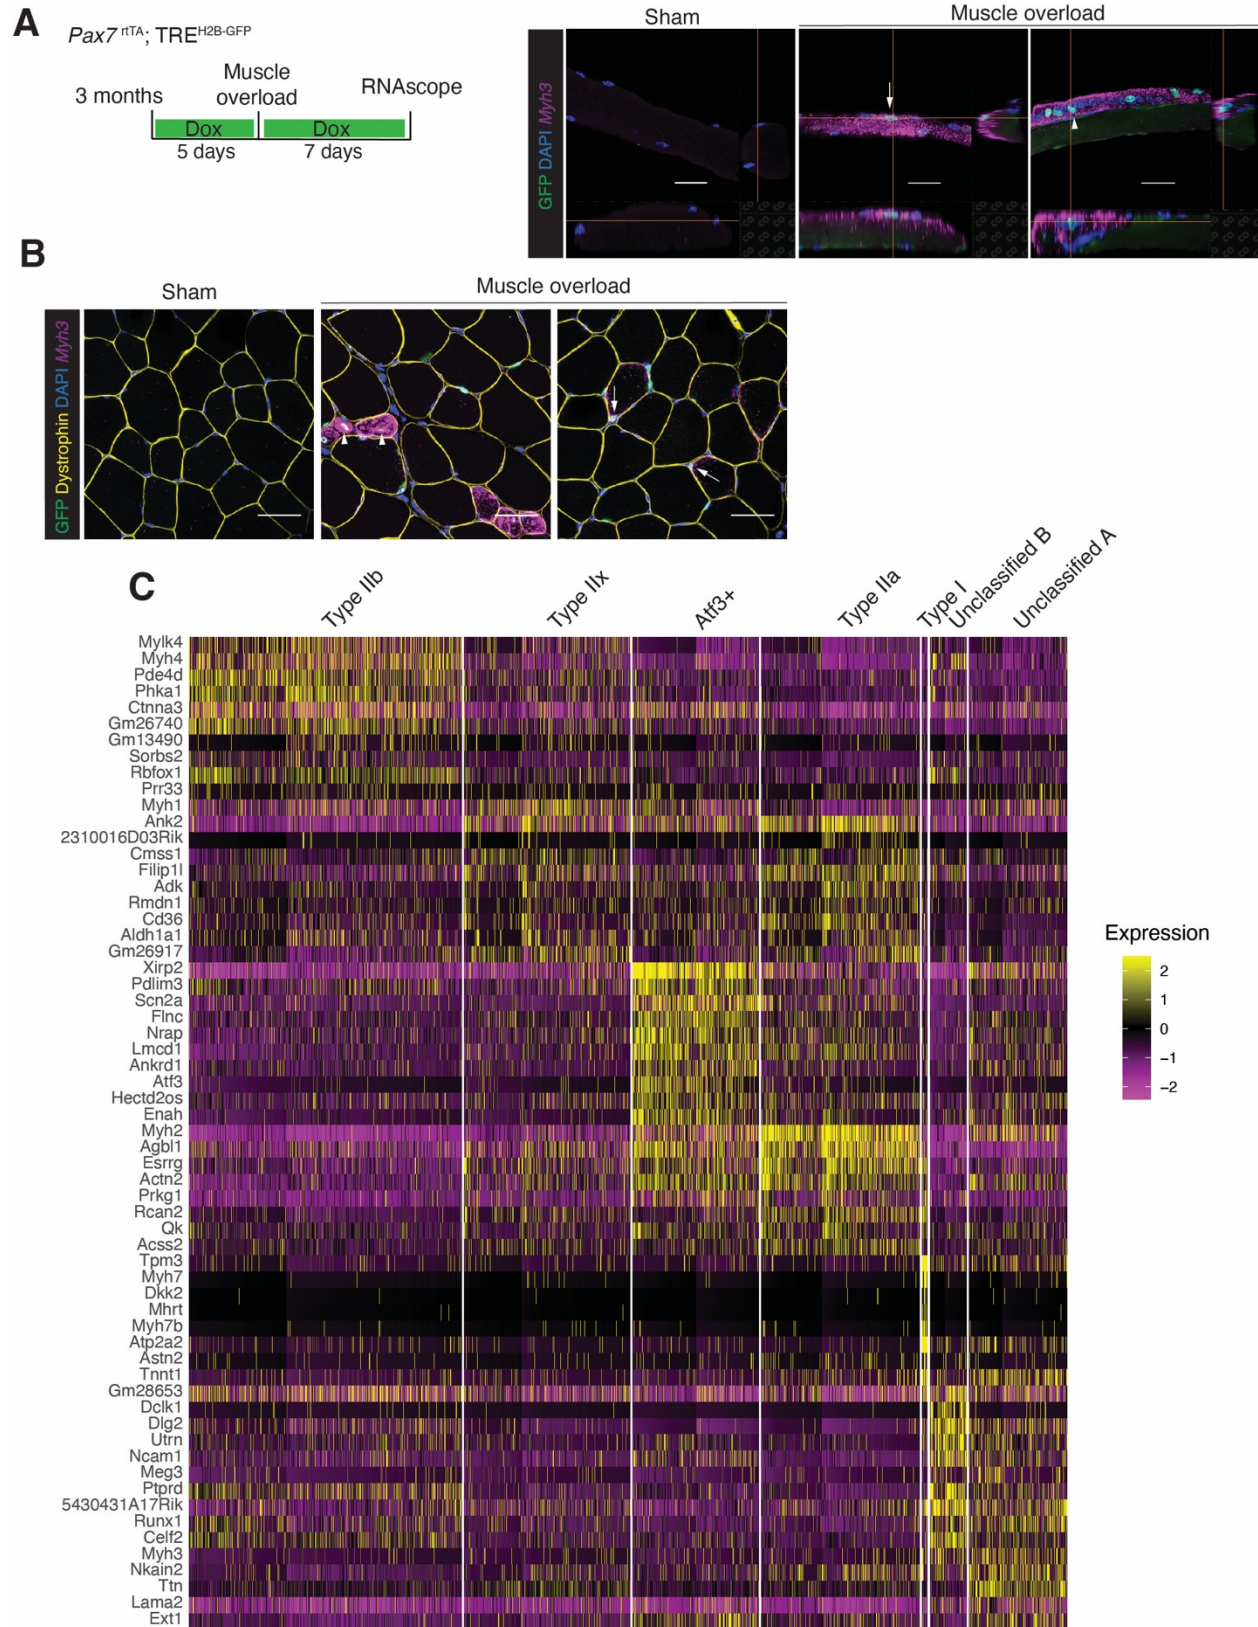 A
Pax7 rtTA; TREH2B-GFP
3 months
Muscle
overload
RNAscope
Dox
Dox
5 days
7 days
Sham
Muscle overload
GFP DAPI Myh3
B
Sham
Muscle overload
GFP Dystrophin DAPI Myh3
C
Type IIb
Type IIx
Atf3+
Type IIa
Type I
Unclassified B
Unclassified A
Mylk4
Myh4
Pde4d
Phka1
Ctnna3
Gm26740
Gm13490
Sorbs2
Rbfox1
Prr33
Myh1
Ank2
2310016D03Rik
Cmss1
Filip1l
Adk
Rmdn1
Cd36
Aldh1a1
Gm26917
Xirp2
Pdlim3
Scn2a
Flnc
Nrap
Lmcd1
Ankrd1
Atf3
Hectd2os
Enah
Myh2
Agbl1
Esrrg
Actn2
Prkg1
Rcan2
Qk
Acss2
Tpm3
Myh7
Dkk2
Mhrt
Myh7b
Atp2a2
Astn2
Tnnt1
Gm28653
Dclk1
Dlg2
Utrn
Ncam1
Meg3
Ptprd
5430431A17Rik
Runx1
Celf2
Myh3
Nkain2
Ttn
Lama2
Ext1
Expression
2
1
0
−1
−2